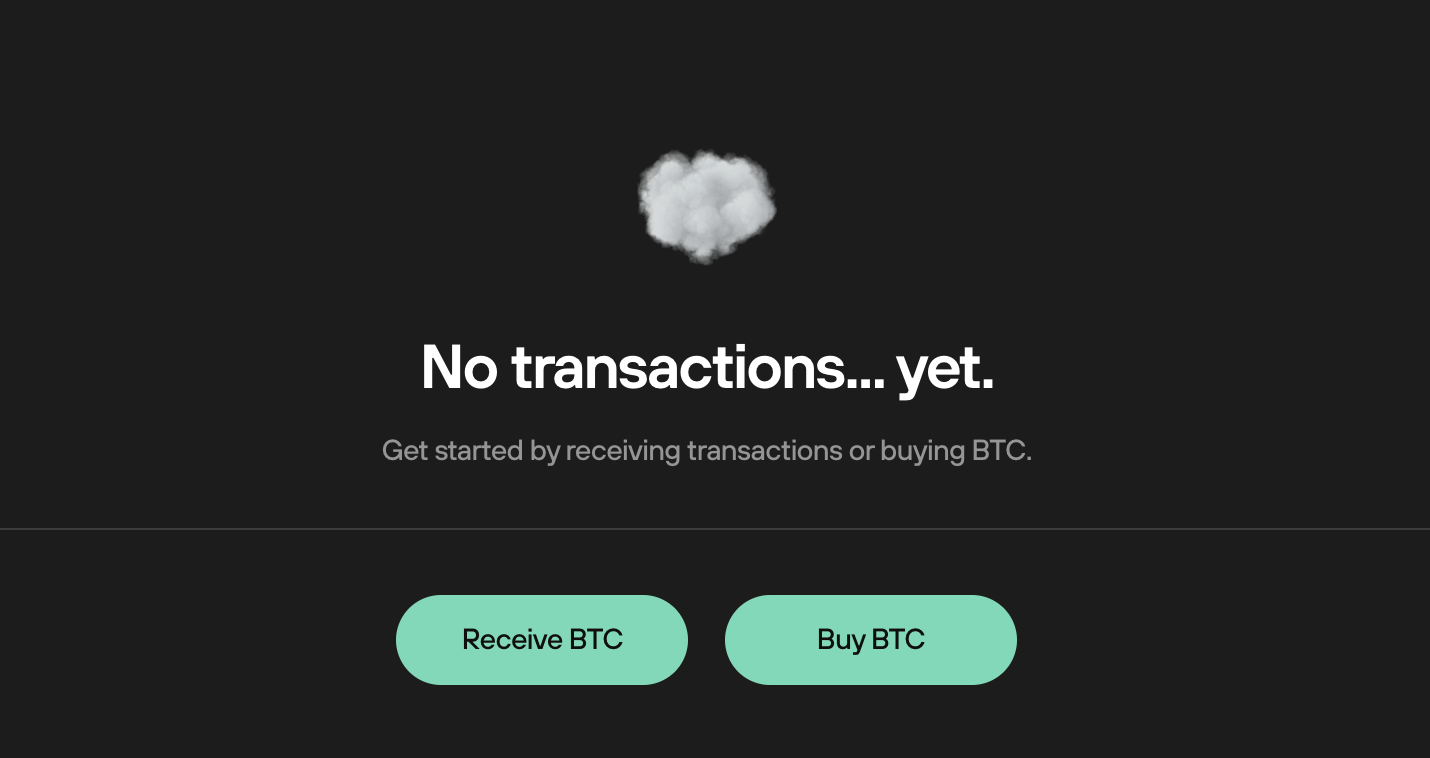 No transactions... yet.
Get started by receiving transactions or buying BTC.
Receive BTC
Buy BTC